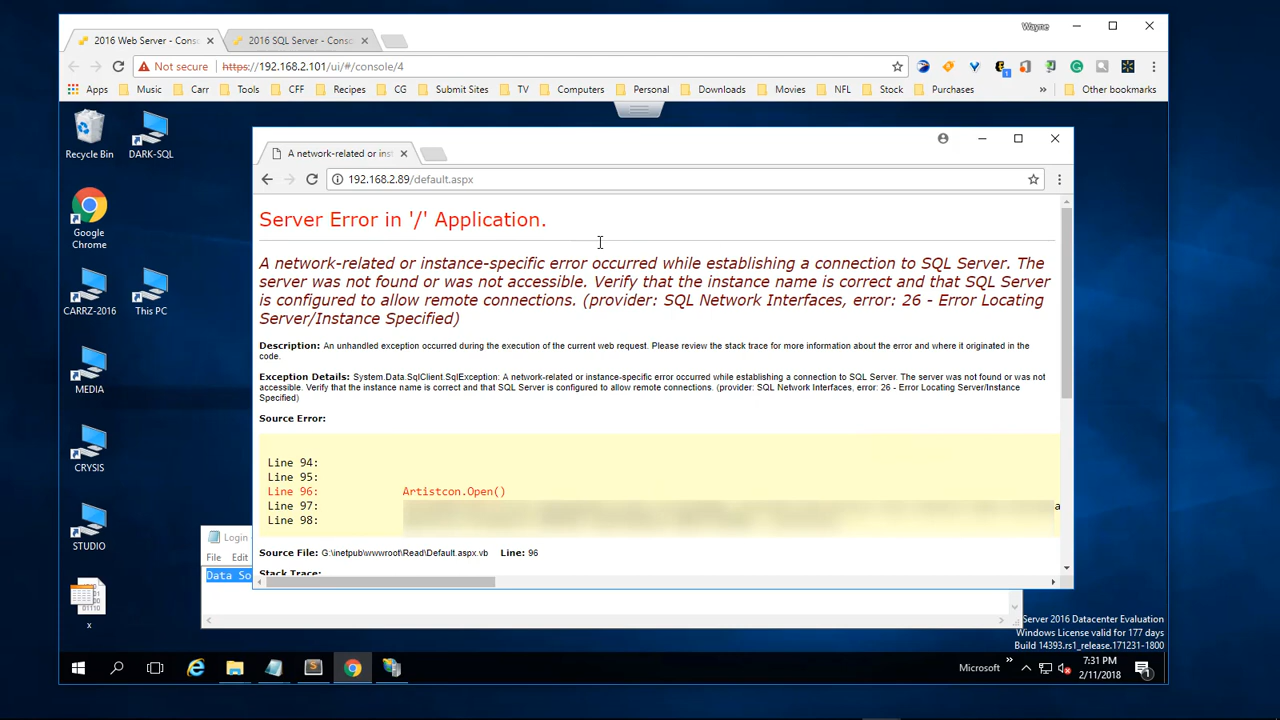 Wayne
2016 Web Server - Conso
2016 SQL Server - Conso
Not secure https://192.168.2.101/ui/#/console/4
Apps Music Carr Tools CFF Recipes CG Submit Sites TV Computers Personal Downloads Movies NFL Stock Purchases » Other bookmarks
Recycle Bin
DARK-SQL
Google
Chrome
CARRZ-2016
This PC
MEDIA
CRYSIS
STUDIO
x
A network-related or ins
192.168.2.89/default.aspx
Server Error in '/' Application.
A network-related or instance-specific error occurred while establishing a connection to SQL Server. The
server was not found or was not accessible. Verify that the instance name is correct and that SQL Server
is configured to allow remote connections. (provider: SQL Network Interfaces, error: 26 - Error Locating
Server/Instance Specified)
Description: An unhandled exception occurred during the execution of the current web request. Please review the stack trace for more information about the error and where it originated in the
code.
Exception Details: System.Data.SqlClient.SqlException: A network-related or instance-specific error occurred while establishing a connection to SQL Server. The server was not found or was not
accessible. Verify that the instance name is correct and that SQL Server is configured to allow remote connections. (provider: SQL Network Interfaces, error: 26 - Error Locating Server/Instance
Specified)
Source Error:
Line 94:
Line 95:
Line 96: Artistcon.Open()
Line 97: a
Line 98:
Source File: G:\inetpub\wwwroot\Read\Default.aspx.vb Line: 96
Stack Trace:
Login
File Edit
Data So
Server 2016 Datacenter Evaluation
Windows License valid for 177 days
Build 14393.rs1_release.171231-1800
Microsoft »
7:31 PM
2/11/2018
1